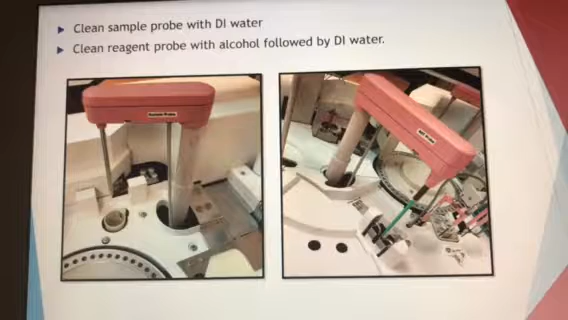 Clean sample probe with DI water
Clean reagent probe with alcohol followed by DI water.